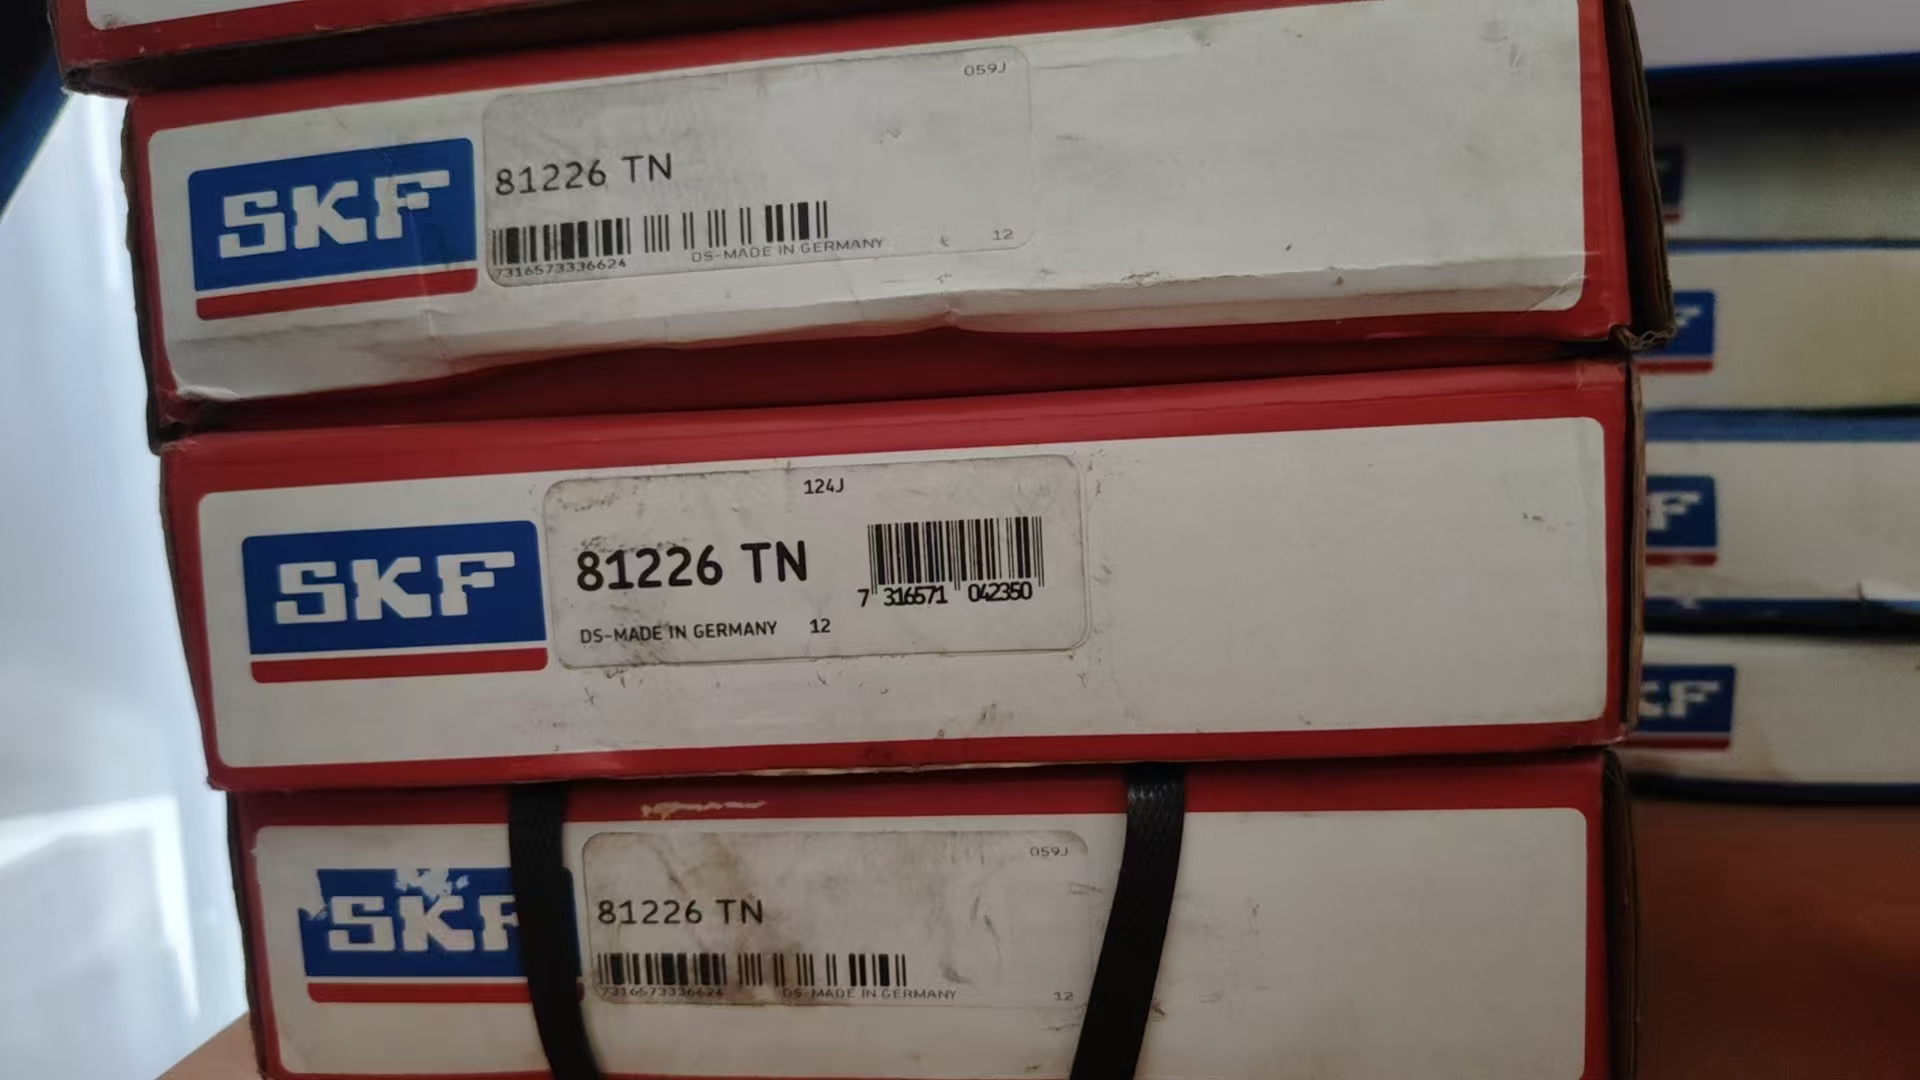 059J
SKF
81226 TN
7316573336624
DS-MADE IN GERMANY
12
124J
SKF
81226 TN
7 316571 042350
DS-MADE IN GERMANY 12
059J
SKF
81226 TN
7316573336624
DS-MADE IN GERMANY
12
F
F
KF